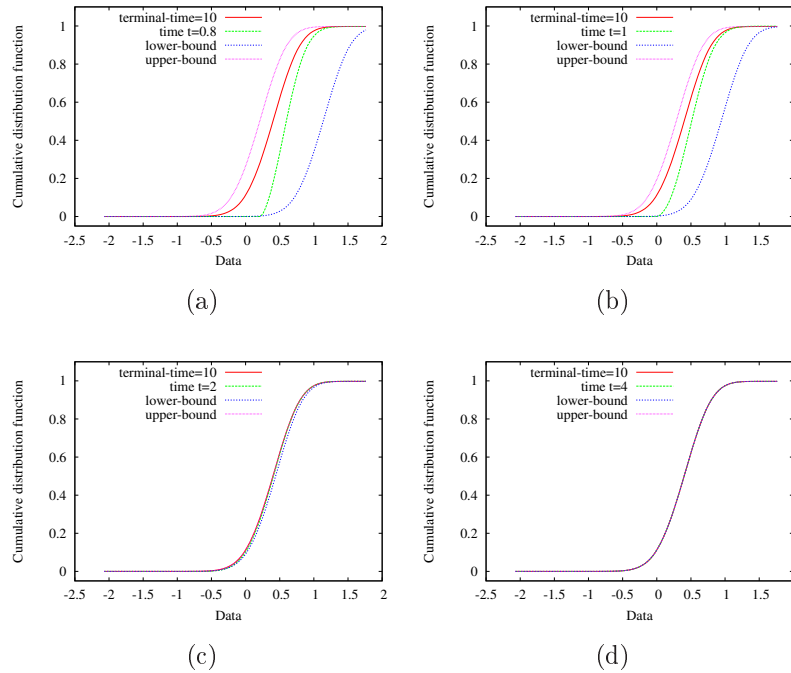 terminal-time=10
time t=0.8
lower-bound
upper-bound
Cumulative distribution function
1
0.8
0.6
0.4
0.2
0
-2.5 -2 -1.5 -1 -0.5 0 0.5 1 1.5 2
Data
(a)
terminal-time=10
time t=1
lower-bound
upper-bound
Cumulative distribution function
1
0.8
0.6
0.4
0.2
0
-2.5 -2 -1.5 -1 -0.5 0 0.5 1 1.5
Data
(b)
terminal-time=10
time t=2
lower-bound
upper-bound
Cumulative distribution function
1
0.8
0.6
0.4
0.2
0
-2.5 -2 -1.5 -1 -0.5 0 0.5 1 1.5 2
Data
(c)
terminal-time=10
time t=4
lower-bound
upper-bound
Cumulative distribution function
1
0.8
0.6
0.4
0.2
0
-2.5 -2 -1.5 -1 -0.5 0 0.5 1 1.5
Data
(d)